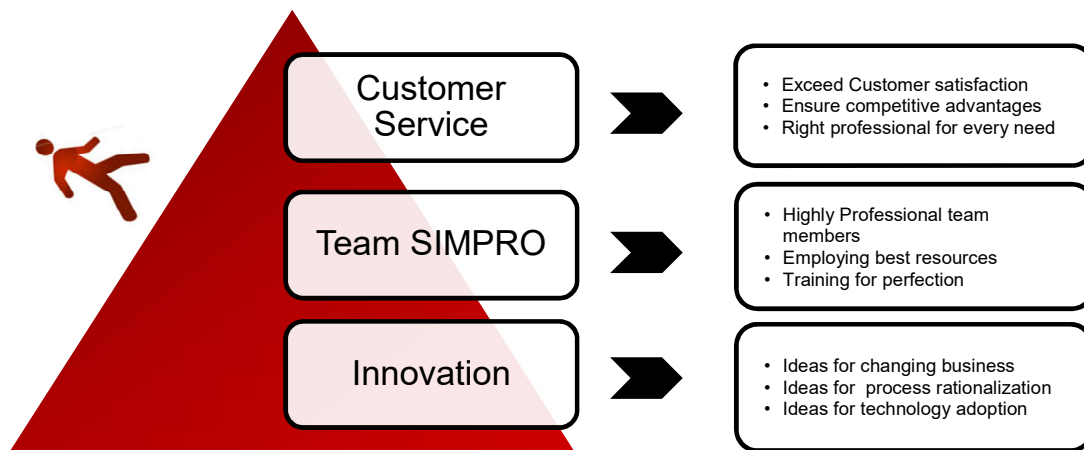 Customer
Service
• Exceed Customer satisfaction
• Ensure competitive advantages
• Right professional for every need
Team SIMPRO
• Highly Professional team
members
• Employing best resources
• Training for perfection
Innovation
• Ideas for changing business
• Ideas for  process rationalization
• Ideas for technology adoption